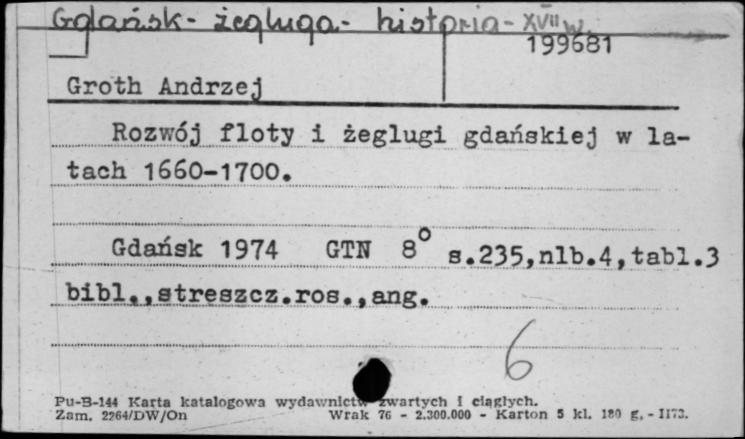 Gdańsk - żegluga - historia - XVII w.
199681
Groth Andrzej
Rozwój floty i żeglugi gdańskiej w la-
tach 1660-1700.
Gdańsk 1974 GTN 8° s.235,nlb.4,tabl.3
bibl.,streszcz.ros.,ang.
6
Pu-B-144 Karta katalogowa wydawnictw zwartych i ciągłych.
Zam. 2264/DW/On Wrak 76 - 2.300.000 - Karton 5 kl. 180 g. - II73.